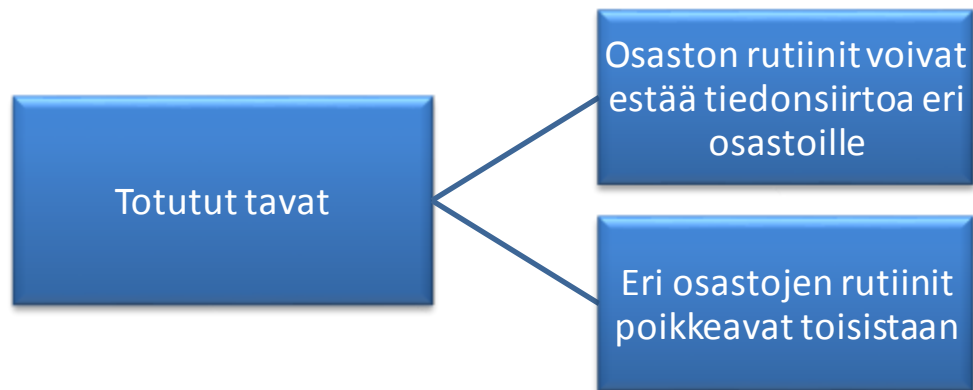 Totutut tavat
Osaston rutiinit voivat
estää tiedonsiirtoa eri
osastoille
Eri osastojen rutiinit
poikkeavat toisistaan